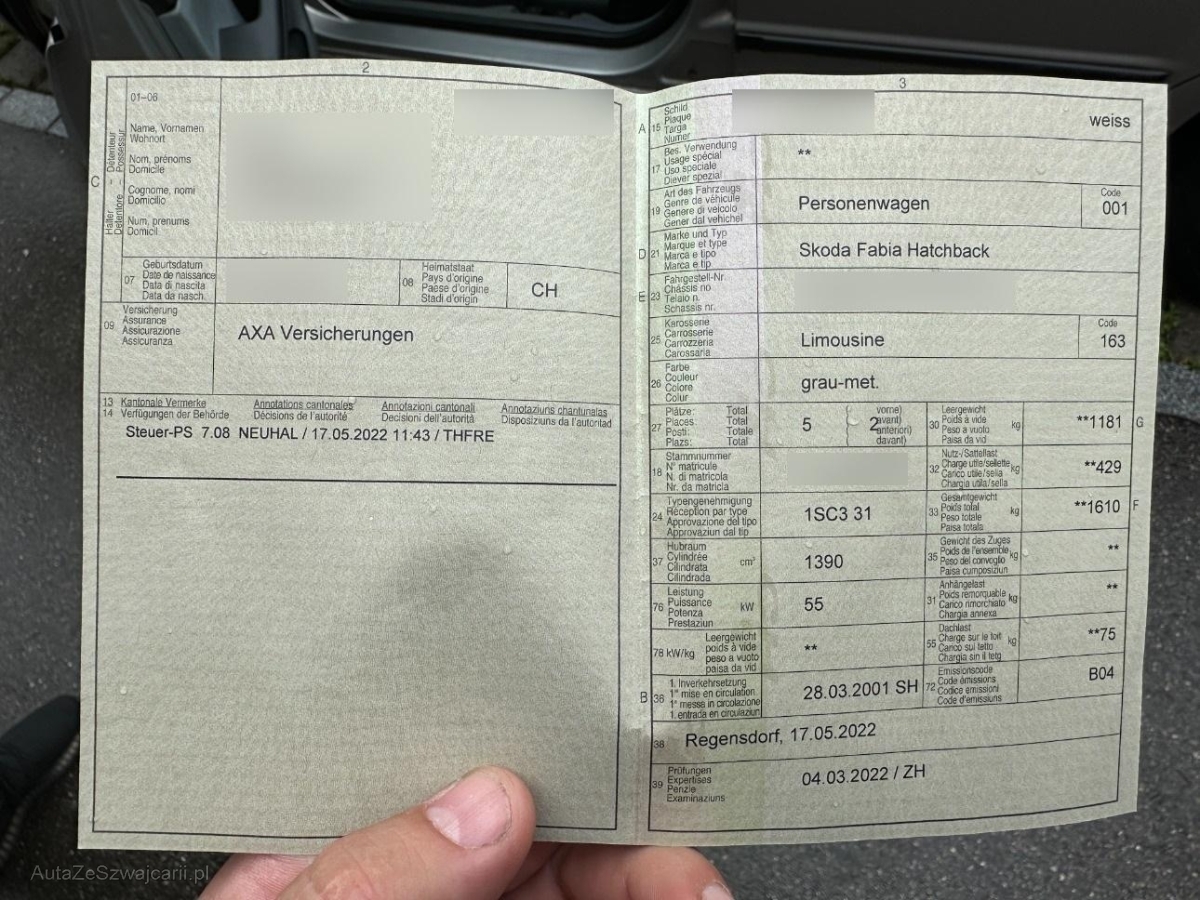 2
01-06
C
Halter - Détenteur
Detentore - Possessur
Name, Vornamen
Wohnort
Nom, prénoms
Domicile
Cognome, nomi
Domicilio
Num, prenums
Domicil
07
Geburtsdatum
Date de naissance
Data di nascita
Data da nasch.
08
Heimatstaat
Pays d'origine
Paese d'origine
Stadi d'origin
CH
09
Versicherung
Assurance
Assicurazione
Assicuranza
AXA Versicherungen
13 Kantonale Vermerke Annotations cantonales Annotazioni cantonali Annotaziuns chantunalas
14 Verfügungen der Behörde Décisions de l'autorité Decisioni dell'autorità Disposiziuns da l'autoritad
Steuer-PS 7.08 NEUHAL / 17.05.2022 11:43 / THFRE
3
A 15
Schild
Plaque
Targa
Numer
weiss
17
Bes. Verwendung
Usage spécial
Uso speciale
Diever spezial
**
19
Art des Fahrzeugs
Genre de véhicule
Genere di veicolo
Gener dal vehichel
Personenwagen
Code
001
D 21
Marke und Typ
Marque et type
Marca e tipo
Marca e tip
Skoda Fabia Hatchback
E 23
Fahrgestell-Nr.
Châssis no
Telaio n.
Schassis nr.
25
Karosserie
Carrosserie
Carrozzeria
Carossaria
Limousine
Code
163
26
Farbe
Couleur
Colore
Colur
grau-met.
27
Plätze: Total
Places: Total
Posti: Totale
Plazs: Total
5
2
vorne)
avant)
anteriori)
davant)
30
Leergewicht
Poids à vide
Peso a vuoto
Paisa da vid
kg
**1181
G
18
Stammnummer
N° matricule
N. di matricola
Nr. da matricla
32
Nutz-/Sattellast
Charge utile/sellette
Carico utile/sella
Chargia utila/sella
kg
**429
24
Typengenehmigung
Réception par type
Approvazione del tipo
Approvaziun dal tip
1SC3 31
33
Gesamtgewicht
Poids total
Peso totale
Paisa totala
kg
**1610
F
37
Hubraum
Cylindrée
Cilindrata
Cilindrada
cm³
1390
35
Gewicht des Zuges
Poids de l'ensemble
Peso del convoglio
Paisa cumposiziun
kg
**
76
Leistung
Puissance
Potenza
Prestaziun
kW
55
31
Anhängelast
Poids remorquable
Carico rimorchiato
Chargia annexa
kg
**
78 kW/kg
Leergewicht
poids à vide
peso a vuoto
paisa da vid
**
55
Dachlast
Charge sur le toit
Carico sul tetto
Chargia sin il tetg
kg
**75
B 36
1. Inverkehrsetzung
1re mise en circulation
1a messa in circolazione
1. entrada en circulaziun
28.03.2001 SH
72
Emissionscode
Code émissions
Codice emissioni
Code d'emissiuns
B04
38 Regensdorf, 17.05.2022
39
Prüfungen
Expertises
Perizie
Examinaziuns
04.03.2022 / ZH
AutaZeSzwajcarii.pl